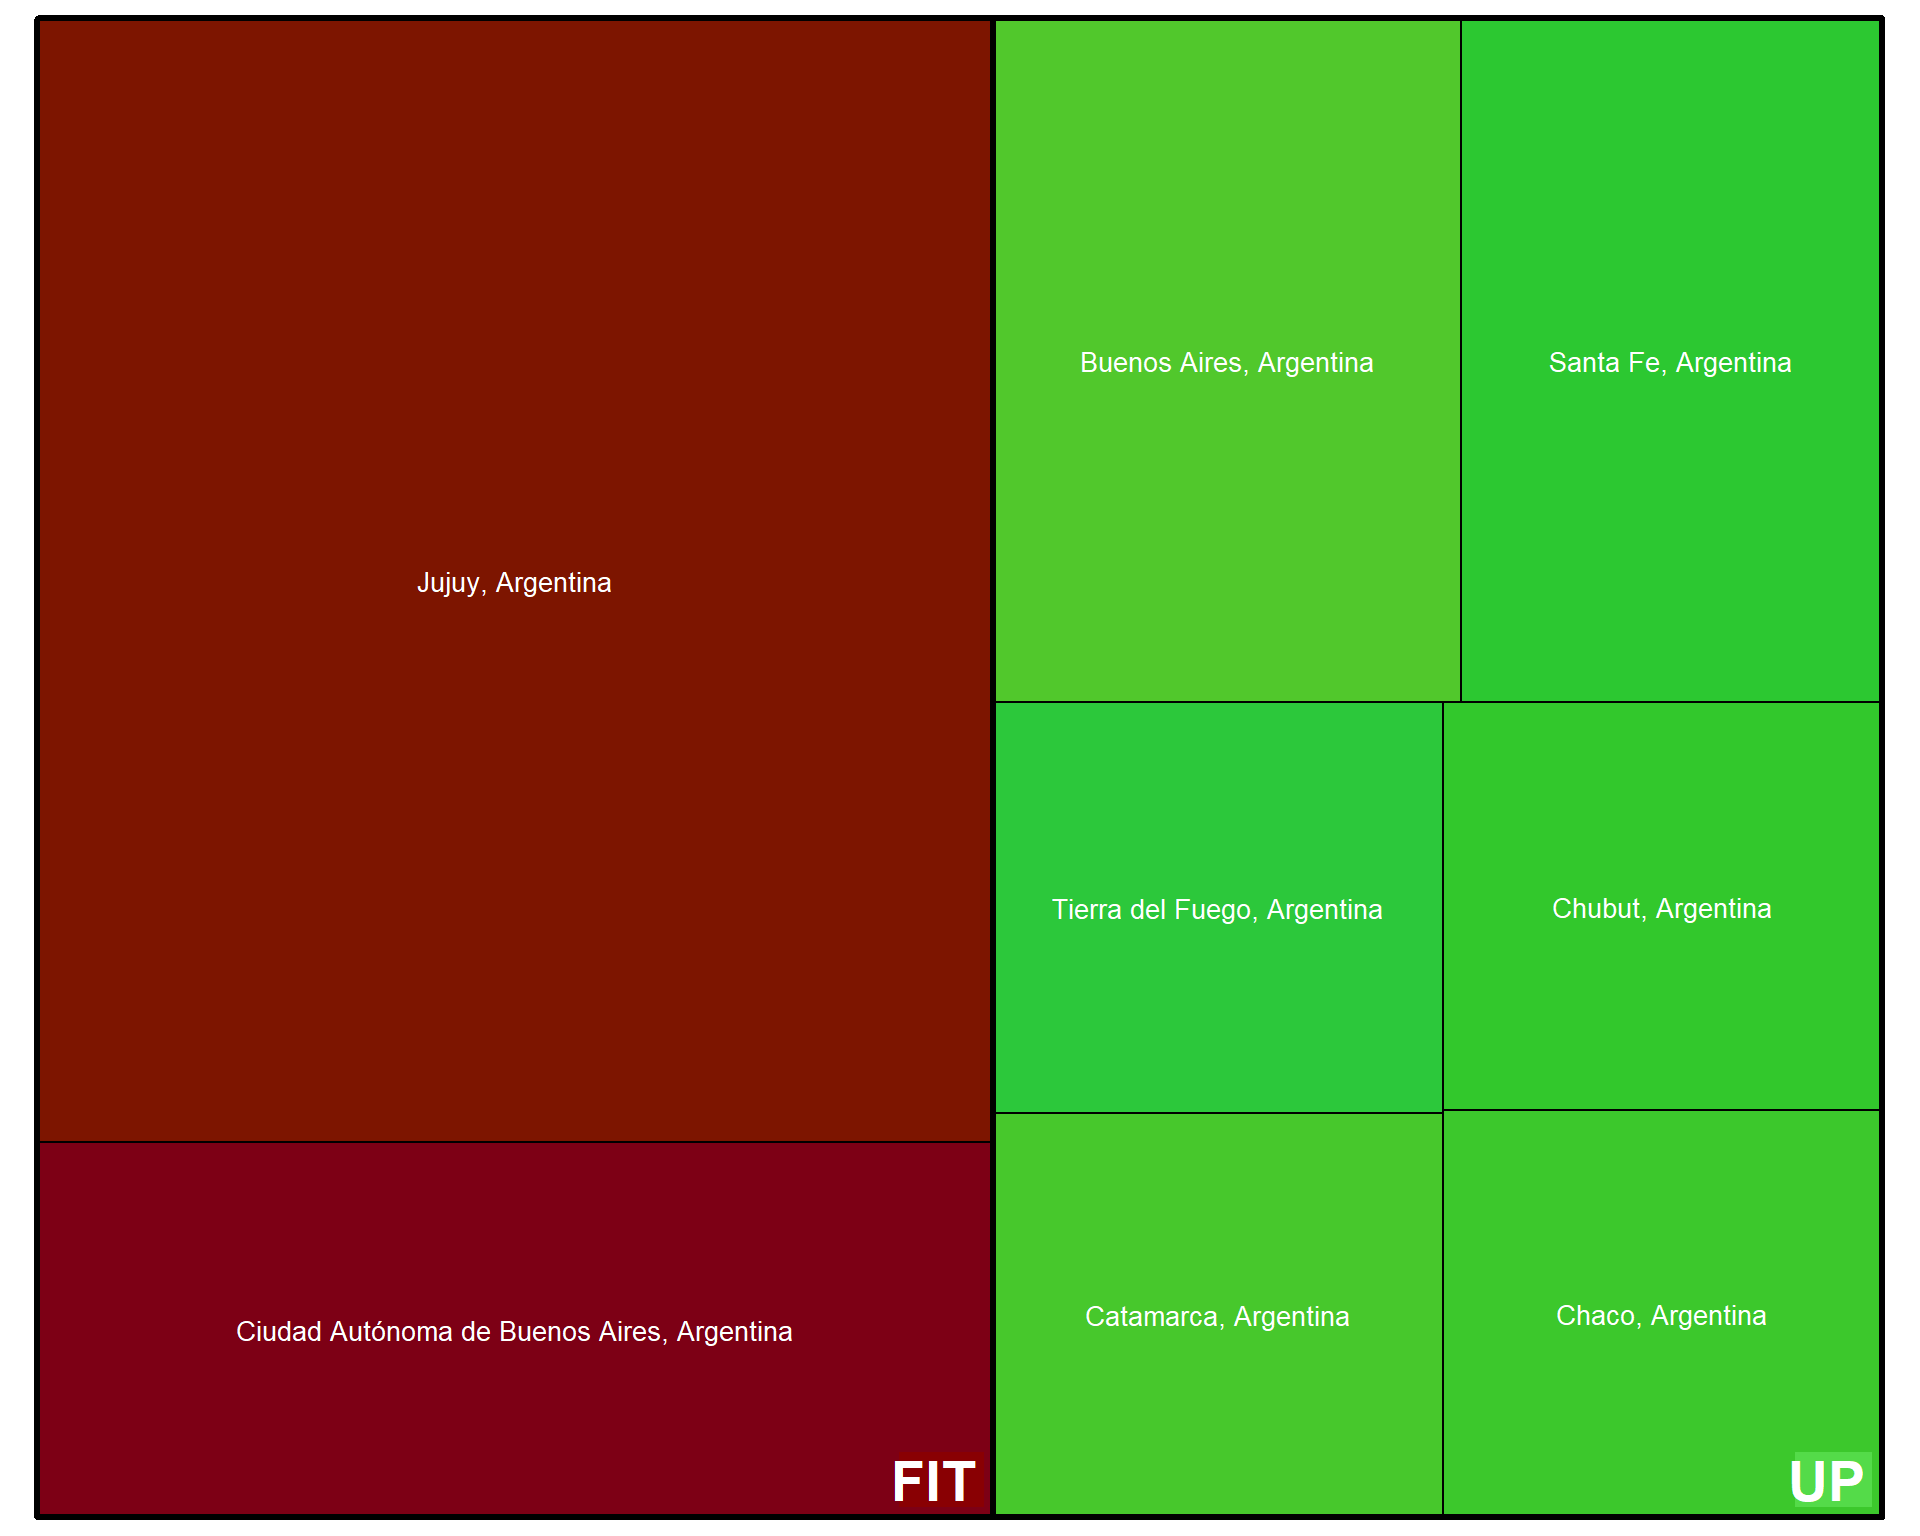 Jujuy, Argentina
Ciudad Autónoma de Buenos Aires, Argentina
FIT
Buenos Aires, Argentina
Santa Fe, Argentina
Tierra del Fuego, Argentina
Chubut, Argentina
Catamarca, Argentina
Chaco, Argentina
UP